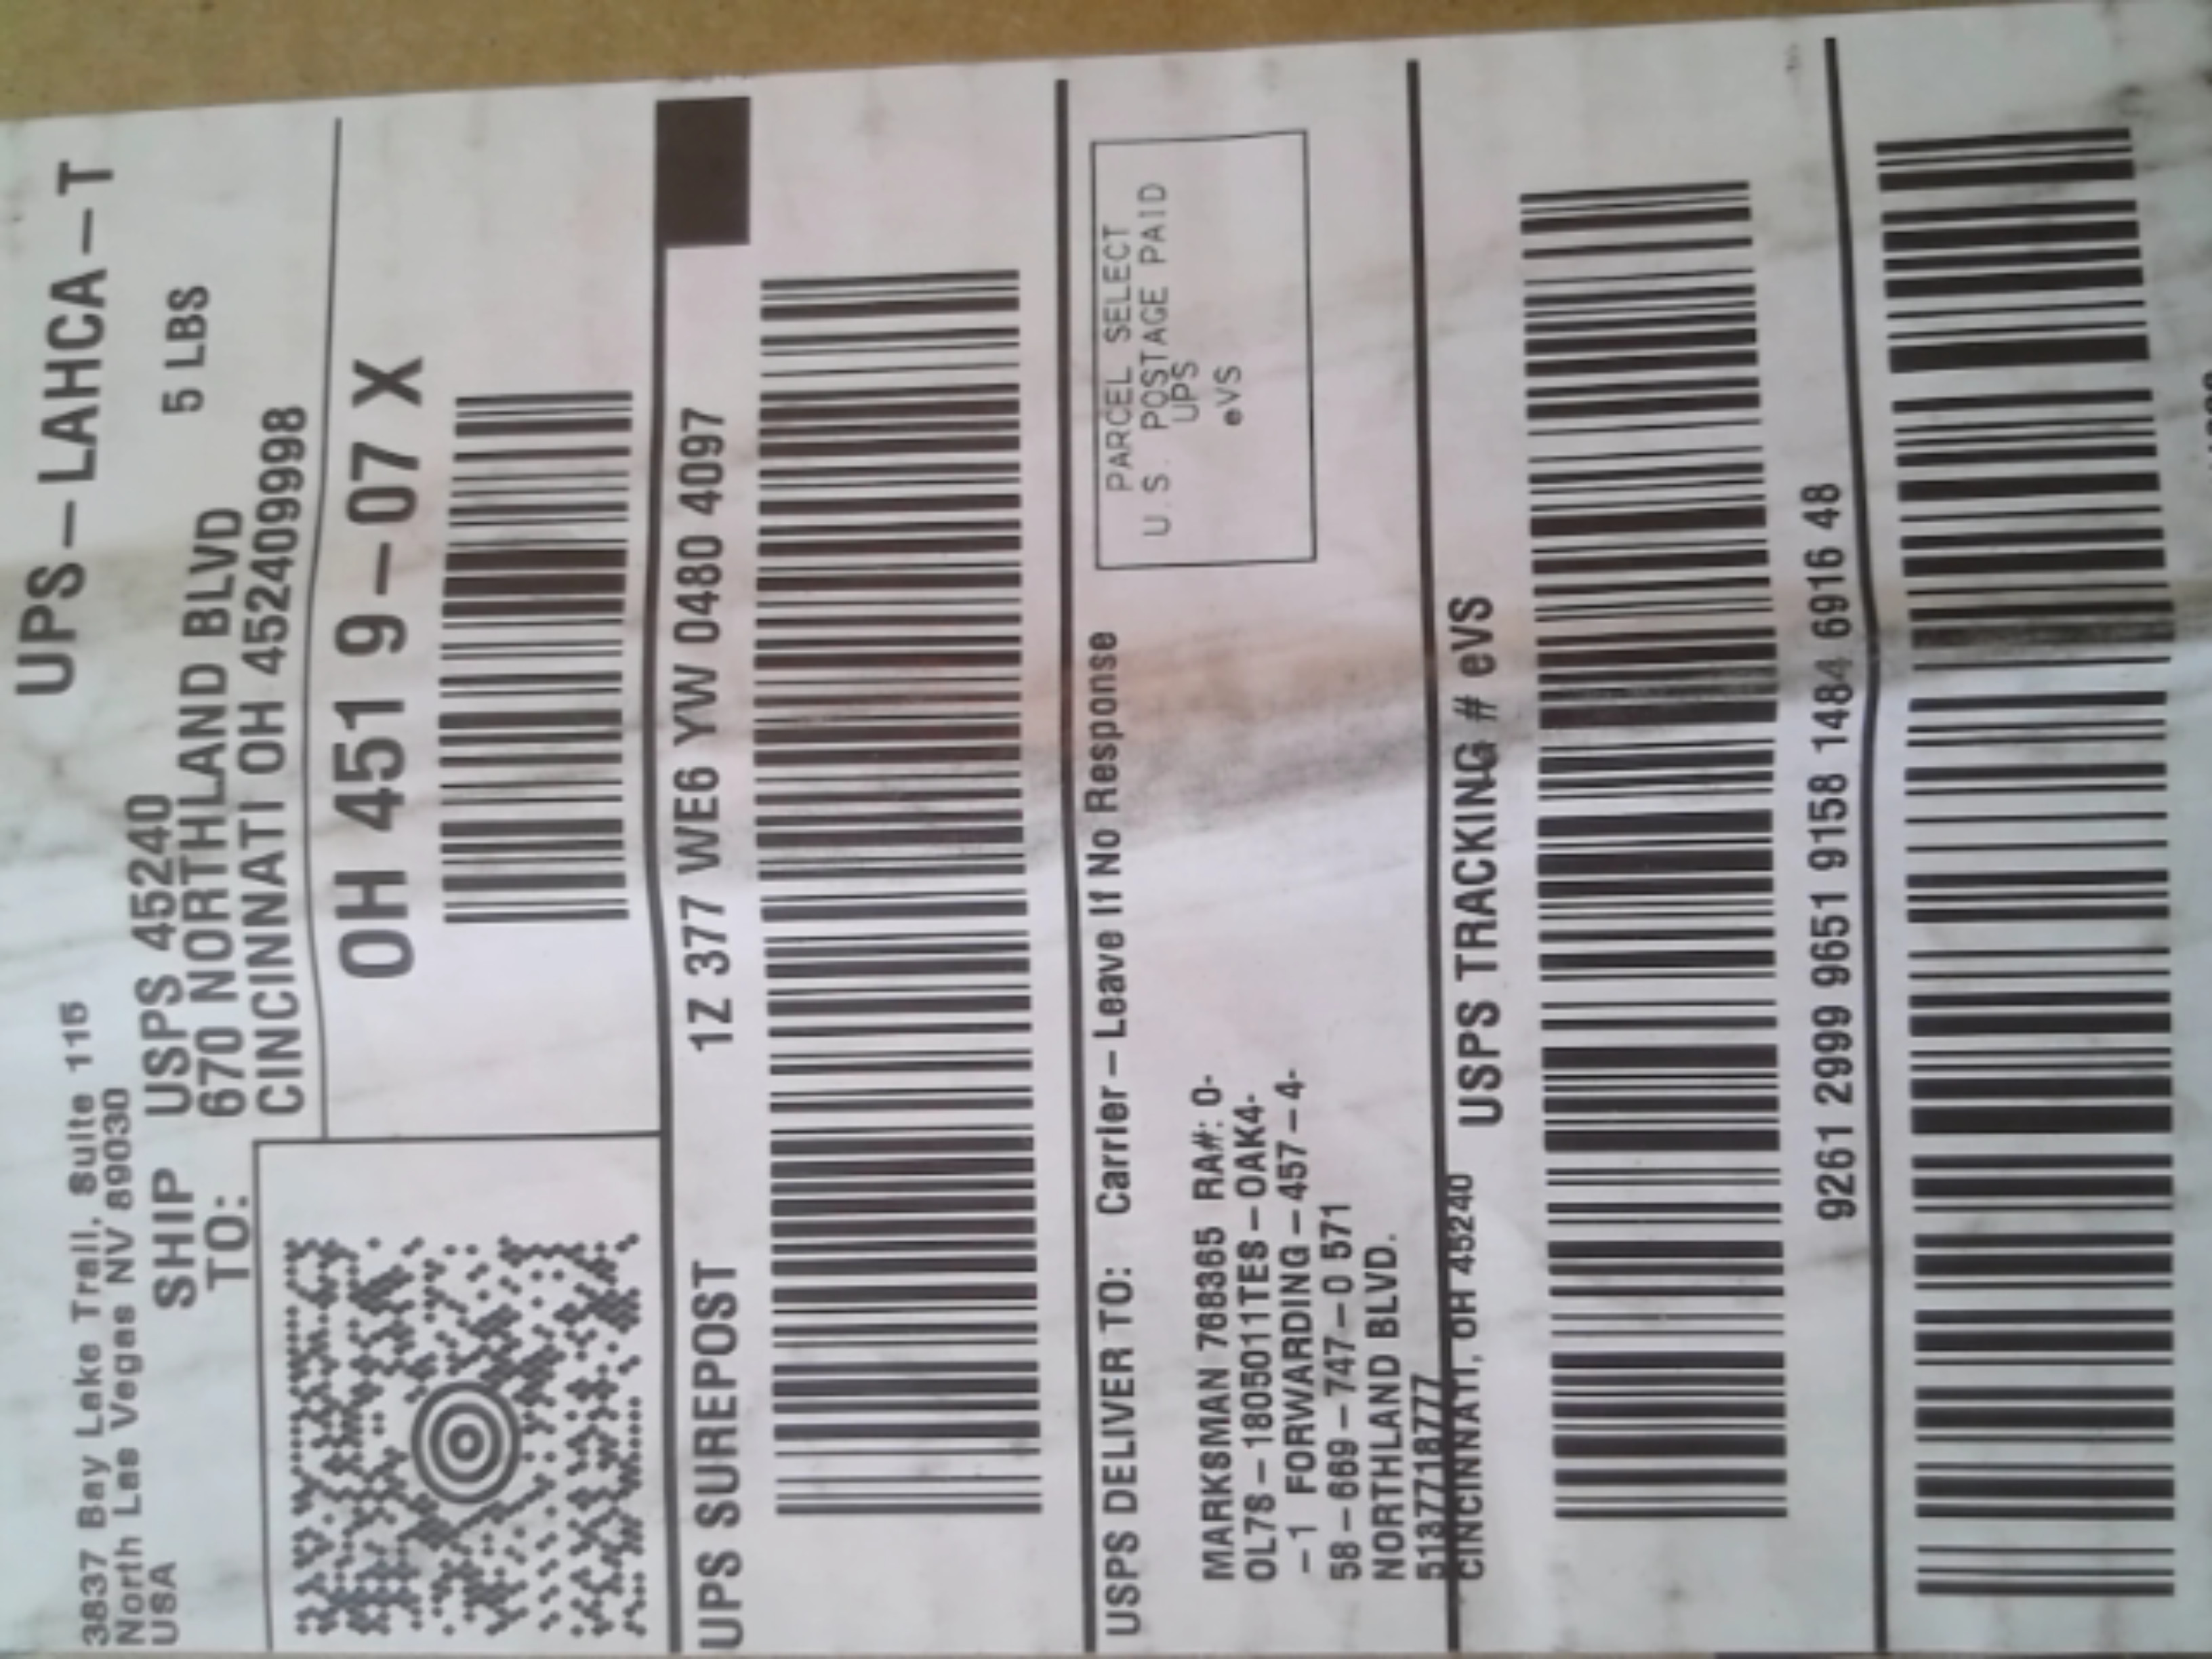 UPS-LAHCA-T
3837 Bay Lake Trail, Suite 115
North Las Vegas NV 89030
USA
5 LBS
SHIP
TO:
USPS 45240
670 NORTHLAND BLVD
CINCINNATI OH 452409998
OH 451 9-07 X
UPS SUREPOST
1Z 377 WE6 YW 0480 4097
USPS DELIVER TO:
Carrier-Leave If No Response
MARKSMAN 768365 RA#: 0-
OL7S-1805011TES-OAK4-
-1 FORWARDING-457-4-
58-669-747-0 571
NORTHLAND BLVD.
5137718777
CINCINNATI, OH 45240
PARCEL SELECT
U.S. POSTAGE PAID
UPS
eVS
USPS TRACKING # eVS
9261 2999 9651 9158 1484 6916 48